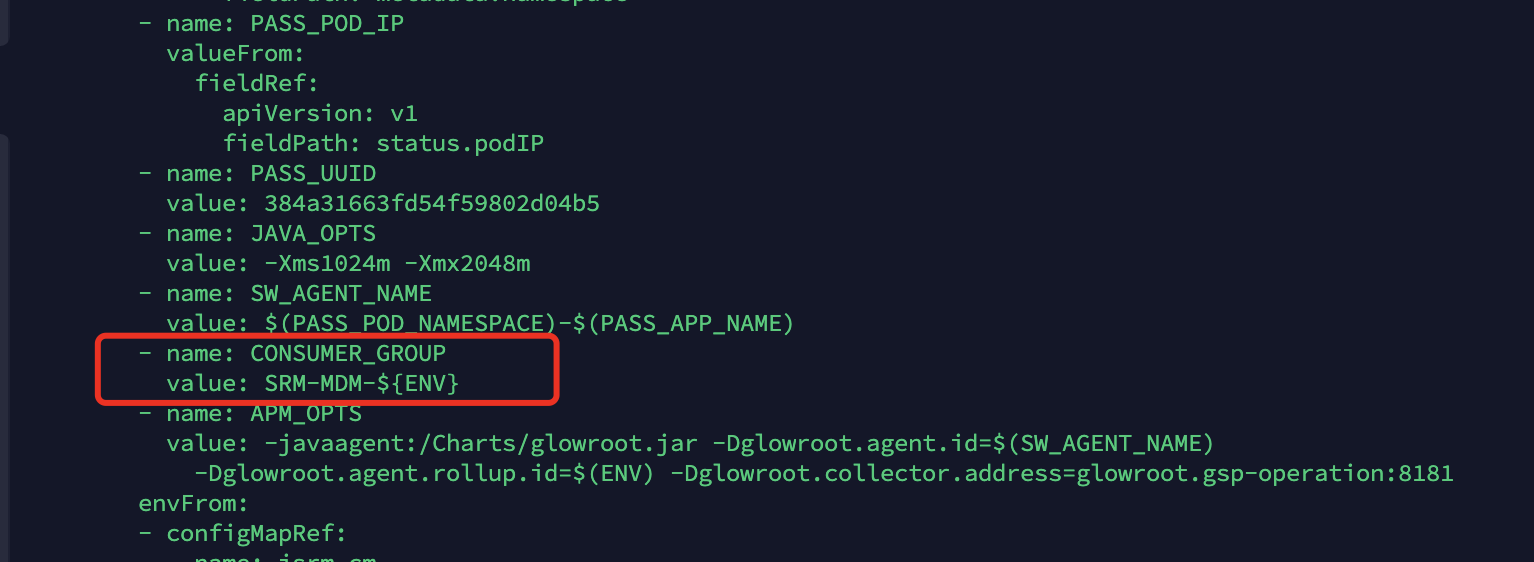 - name: PASS_POD_IP
valueFrom:
fieldRef:
apiVersion: v1
fieldPath: status.podIP
- name: PASS_UUID
value: 384a31663fd54f59802d04b5
- name: JAVA_OPTS
value: -Xms1024m -Xmx2048m
- name: SW_AGENT_NAME
value: $(PASS_POD_NAMESPACE)-$(PASS_APP_NAME)
- name: CONSUMER_GROUP
value: SRM-MDM-${ENV}
- name: APM_OPTS
value: -javaagent:/Charts/glowroot.jar -Dglowroot.agent.id=$(SW_AGENT_NAME)
-Dglowroot.agent.rollup.id=$(ENV) -Dglowroot.collector.address=glowroot.gsp-operation:8181
envFrom:
- configMapRef: